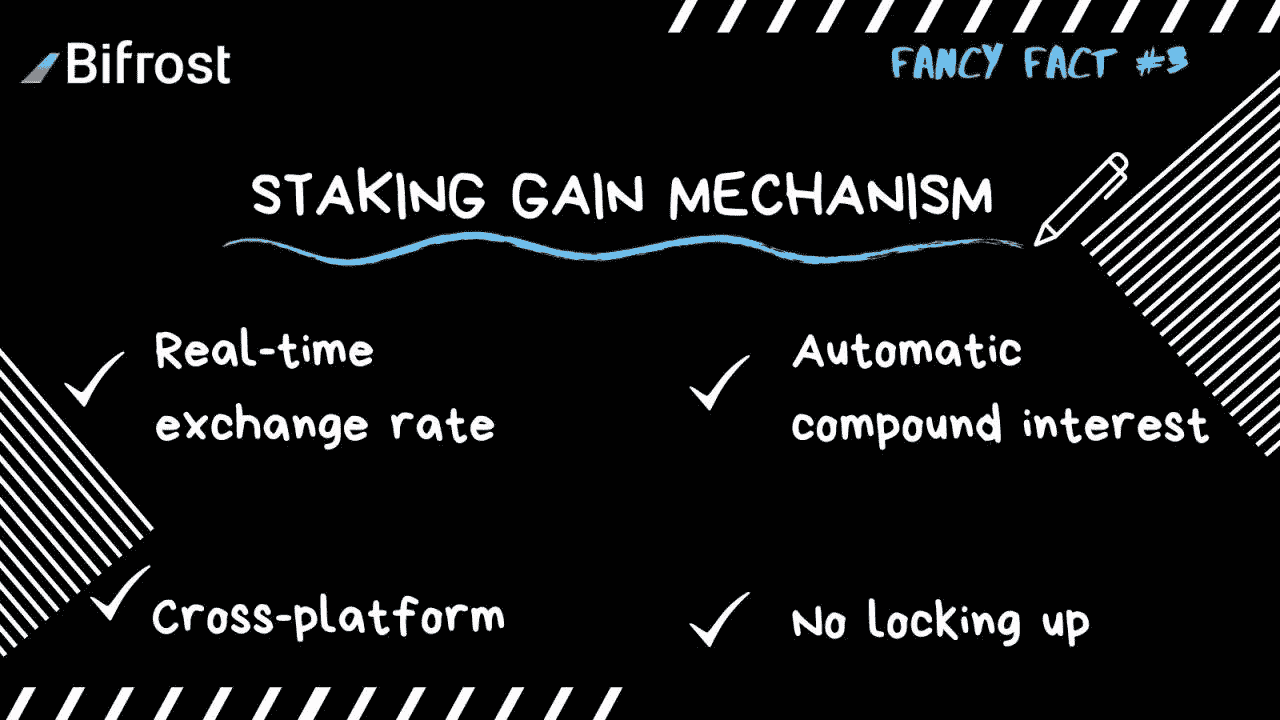 Bifrost
FANCY FACT #3
STAKING GAIN MECHANISM
Real-time
exchange rate
Automatic
compound interest
Cross-platform
No locking up